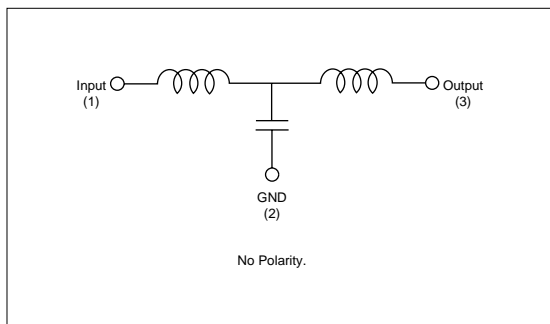 Input
(1)
Output
(3)
GND
(2)
No Polarity.